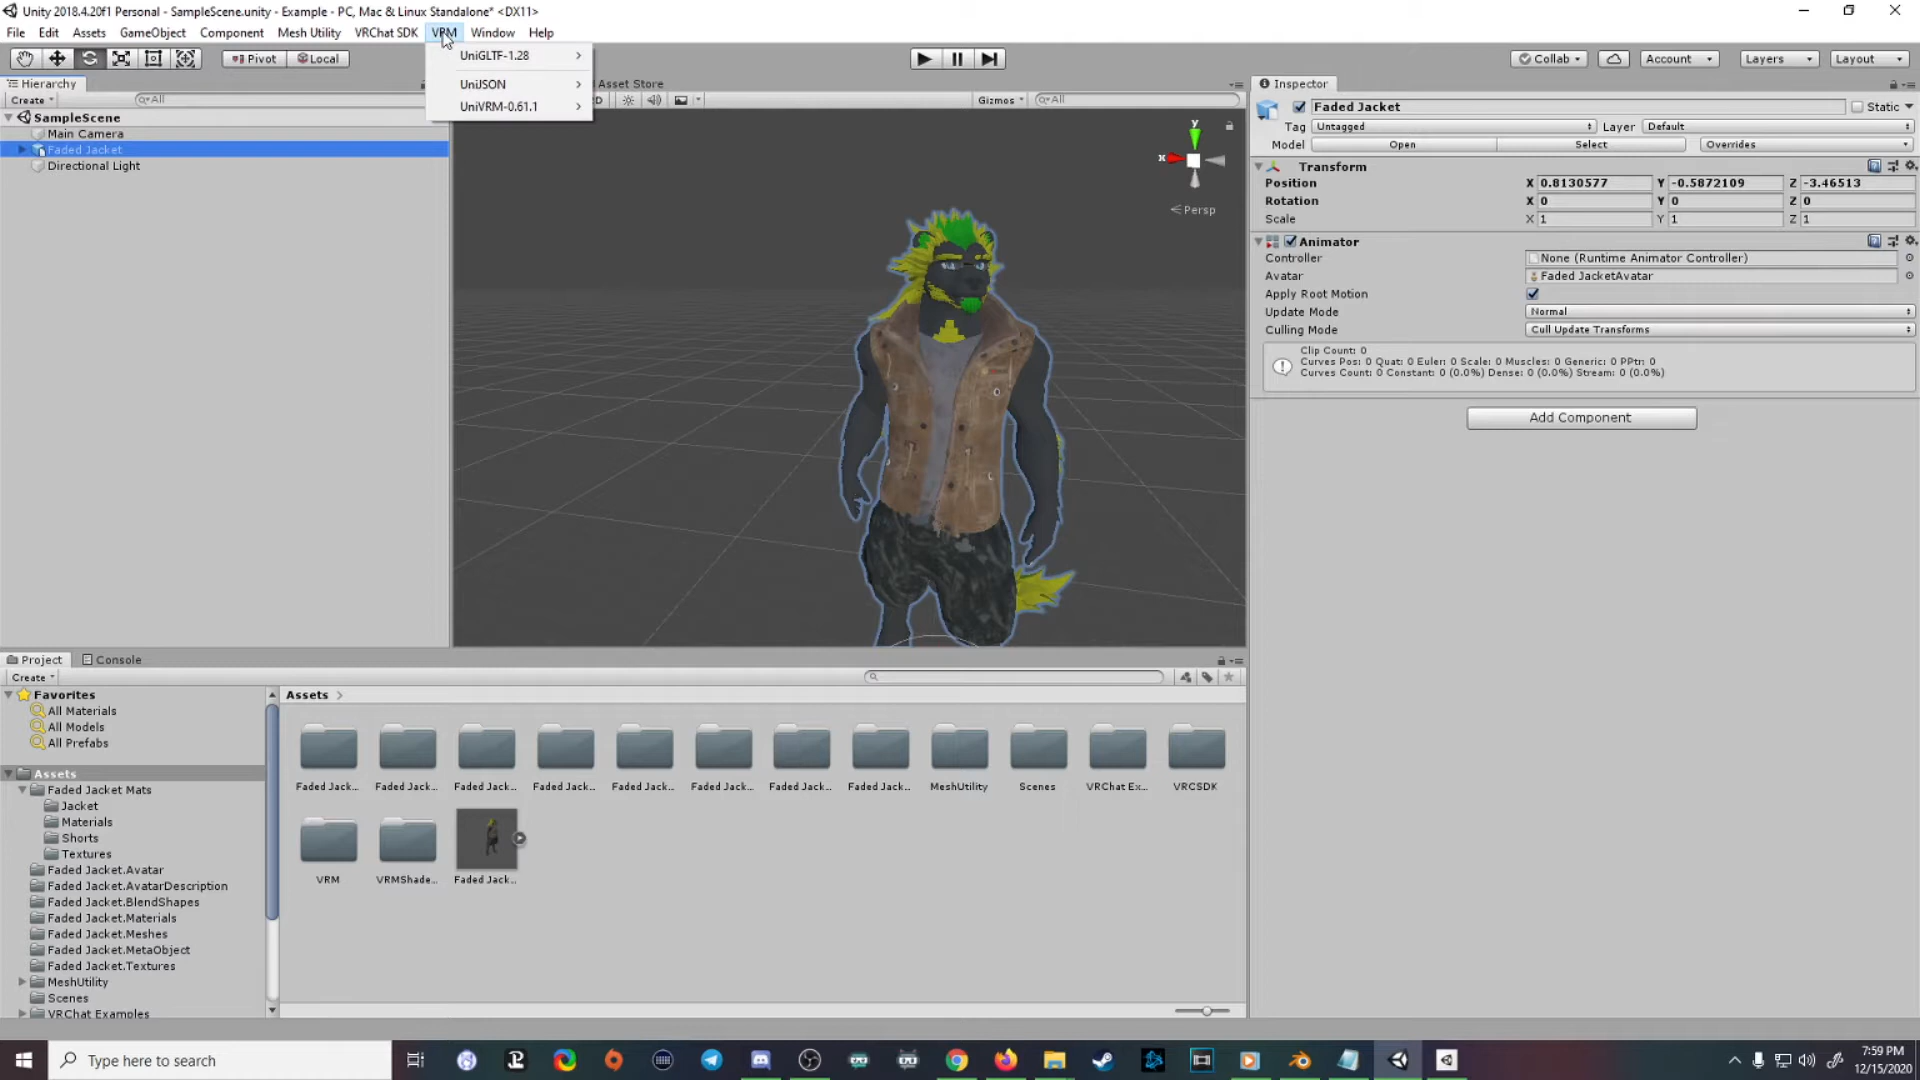 Unity 2018.4.20f1 Personal - SampleScene.unity - Example - PC, Mac & Linux Standalone* <DX11>
File Edit Assets GameObject Component Mesh Utility VRChat SDK VRM Window Help
Pivot Local
Collab Account Layers Layout
UniGLTF-1.28
UniJSON
UniVRM-0.61.1
Hierarchy
Create All
SampleScene
Main Camera
Faded Jacket
Directional Light
Asset Store
Gizmos All
y
x
Persp
Inspector
Faded Jacket Static
Tag Untagged Layer Default
Model Open Select Overrides
Transform
Position X 0.8130577 Y -0.5872109 Z -3.46513
Rotation X 0 Y 0 Z 0
Scale X 1 Y 1 Z 1
Animator
Controller None (Runtime Animator Controller)
Avatar Faded JacketAvatar
Apply Root Motion
Update Mode Normal
Culling Mode Cull Update Transforms
Clip Count: 0
Curves Pos: 0 Quat: 0 Euler: 0 Scale: 0 Muscles: 0 Generic: 0 PPtr: 0
Curves Count: 0 Constant: 0 (0.0%) Dense: 0 (0.0%) Stream: 0 (0.0%)
Add Component
Project Console
Create
Favorites
All Materials
All Models
All Prefabs
Assets
Faded Jacket Mats
Jacket
Materials
Shorts
Textures
Faded Jacket.Avatar
Faded Jacket.AvatarDescription
Faded Jacket.BlendShapes
Faded Jacket.Materials
Faded Jacket.Meshes
Faded Jacket.MetaObject
Faded Jacket.Textures
MeshUtility
Scenes
VRChat Examples
Assets
Faded Jack... Faded Jack... Faded Jack... Faded Jack... Faded Jack... Faded Jack... Faded Jack... Faded Jack... MeshUtility Scenes VRChat Ex... VRCSDK
VRM VRMShade... Faded Jack...
Type here to search
7:59 PM
12/15/2020